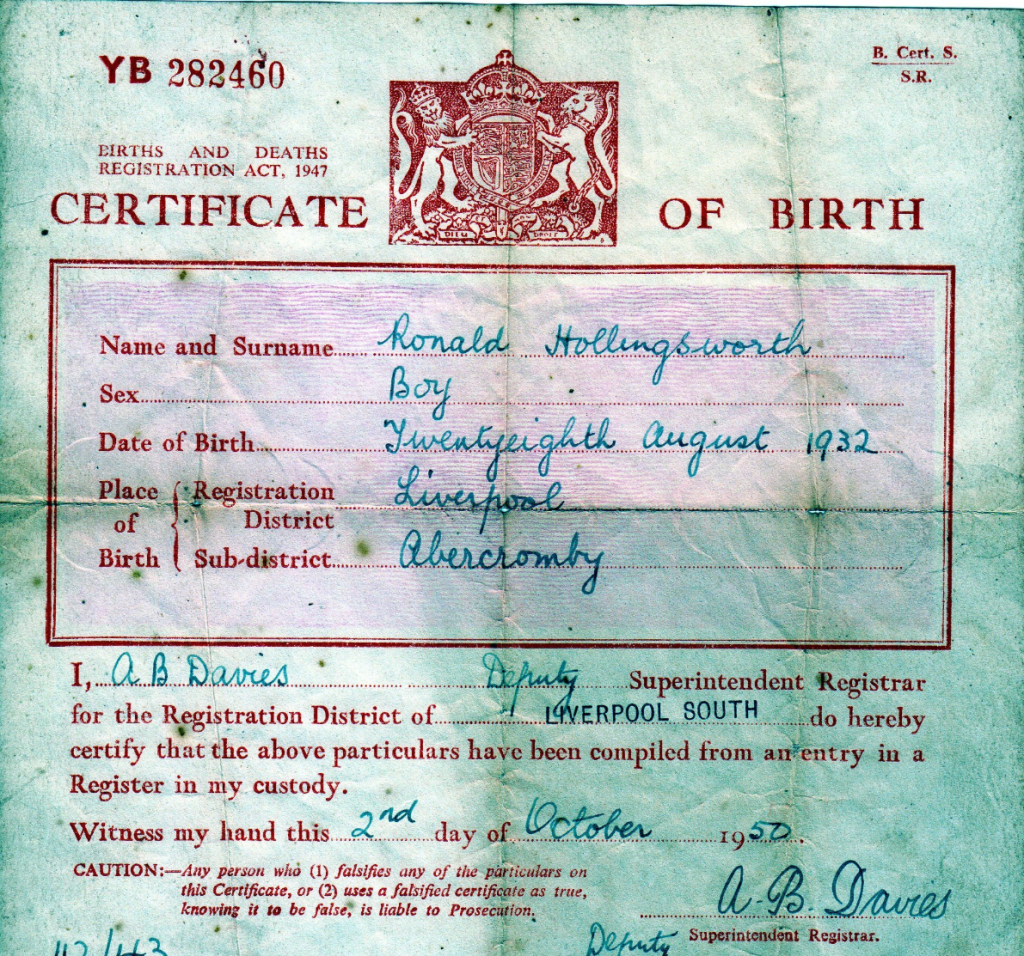 YB 282460
B. Cert. S.
S.R.
BIRTHS AND DEATHS
REGISTRATION ACT, 1947
CERTIFICATE OF BIRTH
DIEU DROIT
Name and Surname Ronald Hollingsworth
Sex Boy
Date of Birth Twentyeighth August 1932
Place of Birth { Registration District Liverpool
Sub-district Abercromby
I, A B Davies Deputy Superintendent Registrar
for the Registration District of LIVERPOOL SOUTH do hereby
certify that the above particulars have been compiled from an entry in a
Register in my custody.
Witness my hand this 2nd day of October 1950.
CAUTION:—Any person who (1) falsifies any of the particulars on
this Certificate, or (2) uses a falsified certificate as true,
knowing it to be false, is liable to Prosecution.
A. B. Davies
Deputy Superintendent Registrar.